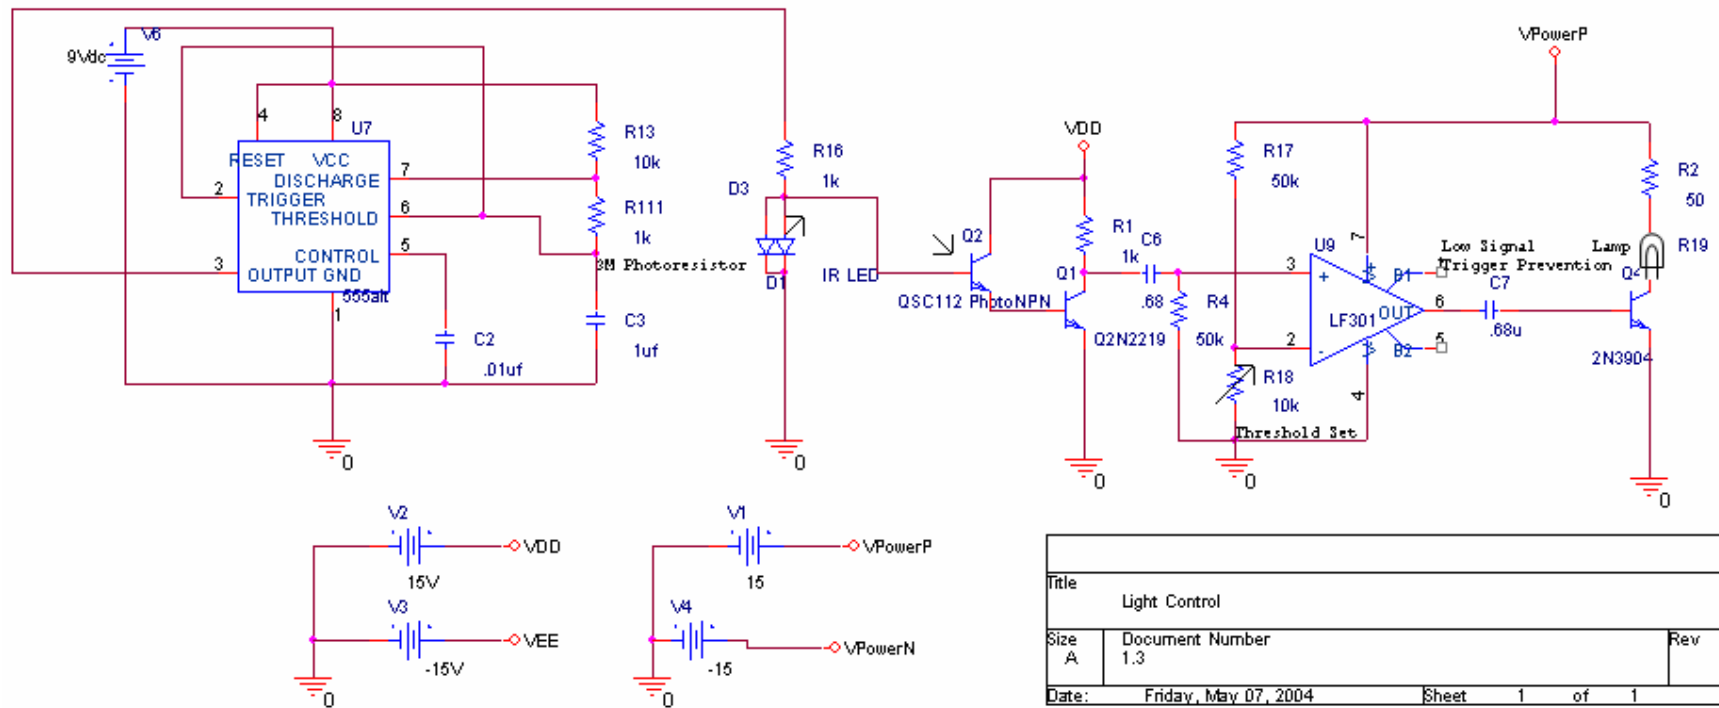 V6
9Vdc
4
8
U7
RESET VCC
DISCHARGE
7
2
TRIGGER
THRESHOLD
6
CONTROL
5
3
OUTPUT GND
555alt
1
R13
10k
R111
1k
3M Photoresistor
C2
.01uf
C3
1uf
0
R16
1k
D3
D1
IR LED
0
VDD
Q2
QSC112 PhotoNPN
R1
1k
Q1
Q2N2219
0
C6
.68
R4
50k
R17
50k
R18
10k
Threshold Set
0
VPowerP
U9
7
3
+
2
-
LF301
OUT
6
B1
B2
5
4
V+
Low Signal
Trigger Prevention
C7
.68u
Lamp
R2
50
R19
2N3904
0
V2
VDD
15V
V3
VEE
-15V
0
V1
VPowerP
15
V4
VPowerN
-15
0
Title
Light Control
Size
A
Document Number
1.3
Rev
Date:
Friday, May 07, 2004
Sheet
1
of
1